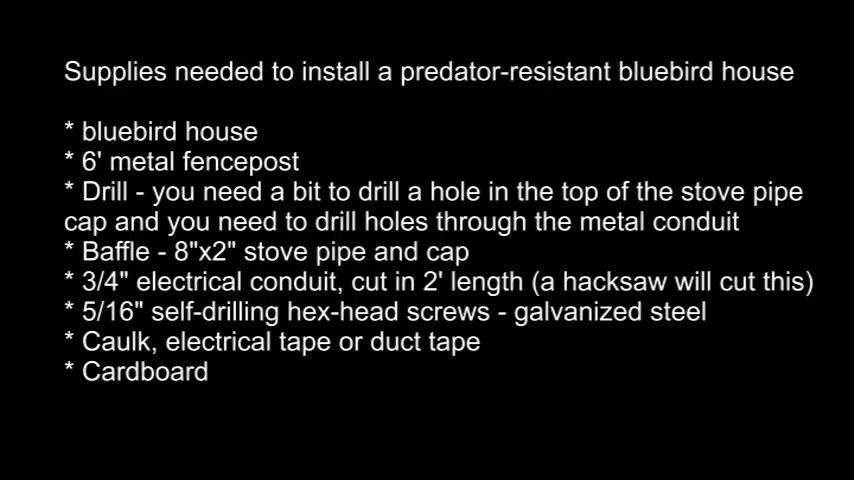 Supplies needed to install a predator-resistant bluebird house
* bluebird house
* 6' metal fencepost
* Drill - you need a bit to drill a hole in the top of the stove pipe
cap and you need to drill holes through the metal conduit
* Baffle - 8"x2" stove pipe and cap
* 3/4" electrical conduit, cut in 2' length (a hacksaw will cut this)
* 5/16" self-drilling hex-head screws - galvanized steel
* Caulk, electrical tape or duct tape
* Cardboard